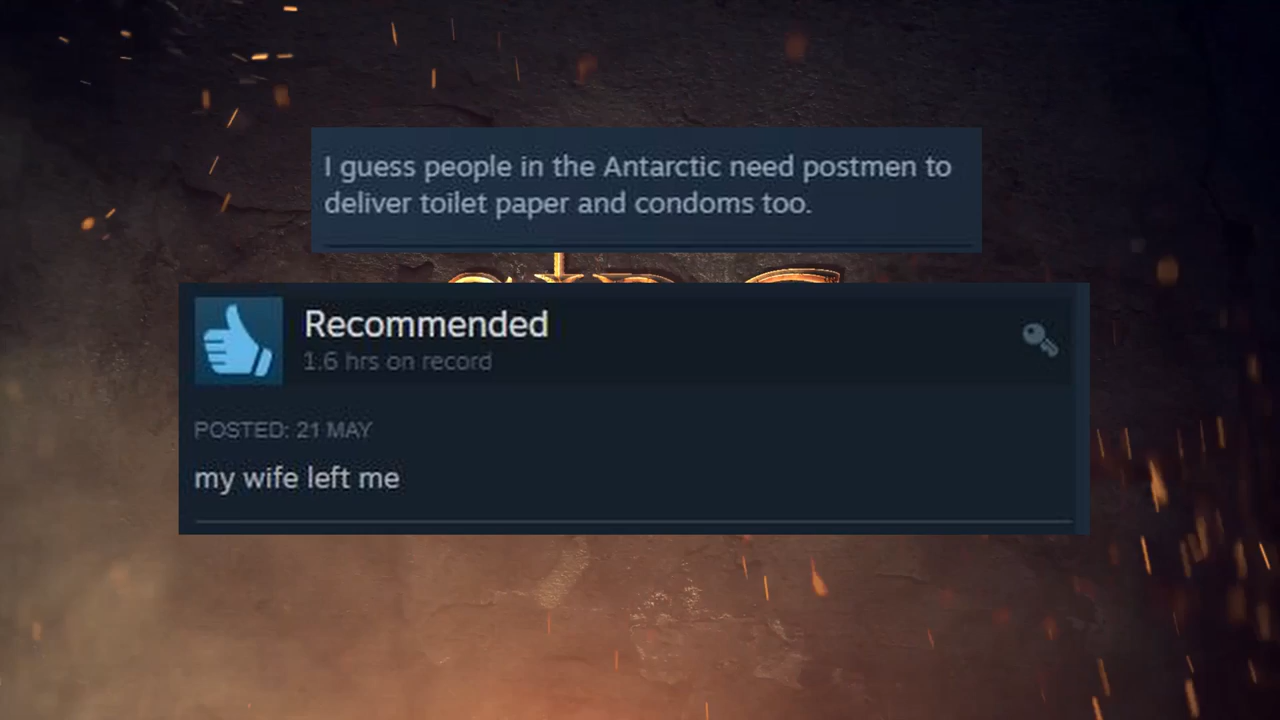 I guess people in the Antarctic need postmen to
deliver toilet paper and condoms too.
Recommended
1.6 hrs on record
POSTED: 21 MAY
my wife left me